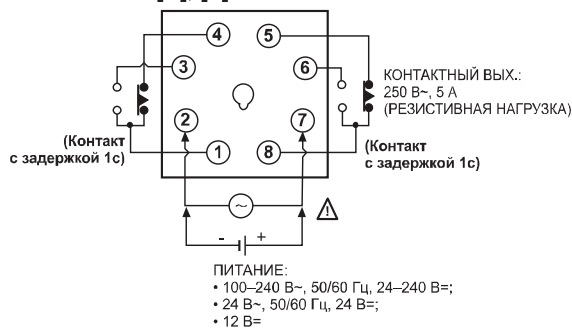 4
5
3
6
КОНТАКТНЫЙ ВЫХ.:
250 В~, 5 А
(РЕЗИСТИВНАЯ НАГРУЗКА)
2
7
(Контакт
с задержкой 1с)
1
8
(Контакт
с задержкой 1с)
~
!
- +
ПИТАНИЕ:
• 100–240 В~, 50/60 Гц, 24–240 В=;
• 24 В~, 50/60 Гц, 24 В=;
• 12 В=